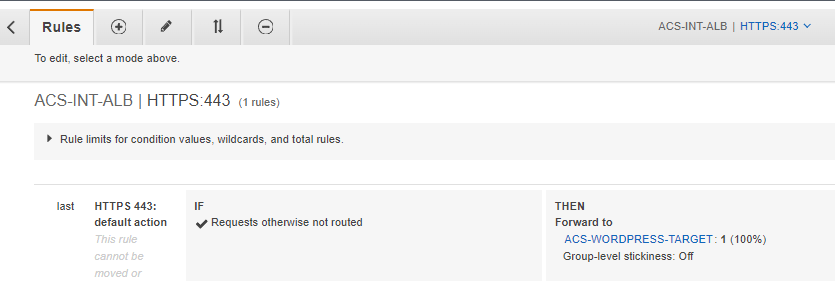 Rules
ACS-INT-ALB | HTTPS:443
To edit, select a mode above.
ACS-INT-ALB | HTTPS:443 (1 rules)
Rule limits for condition values, wildcards, and total rules.
last
HTTPS 443:
default action
This rule
cannot be
moved or
IF
Requests otherwise not routed
THEN
Forward to
ACS-WORDPRESS-TARGET: 1 (100%)
Group-level stickiness: Off